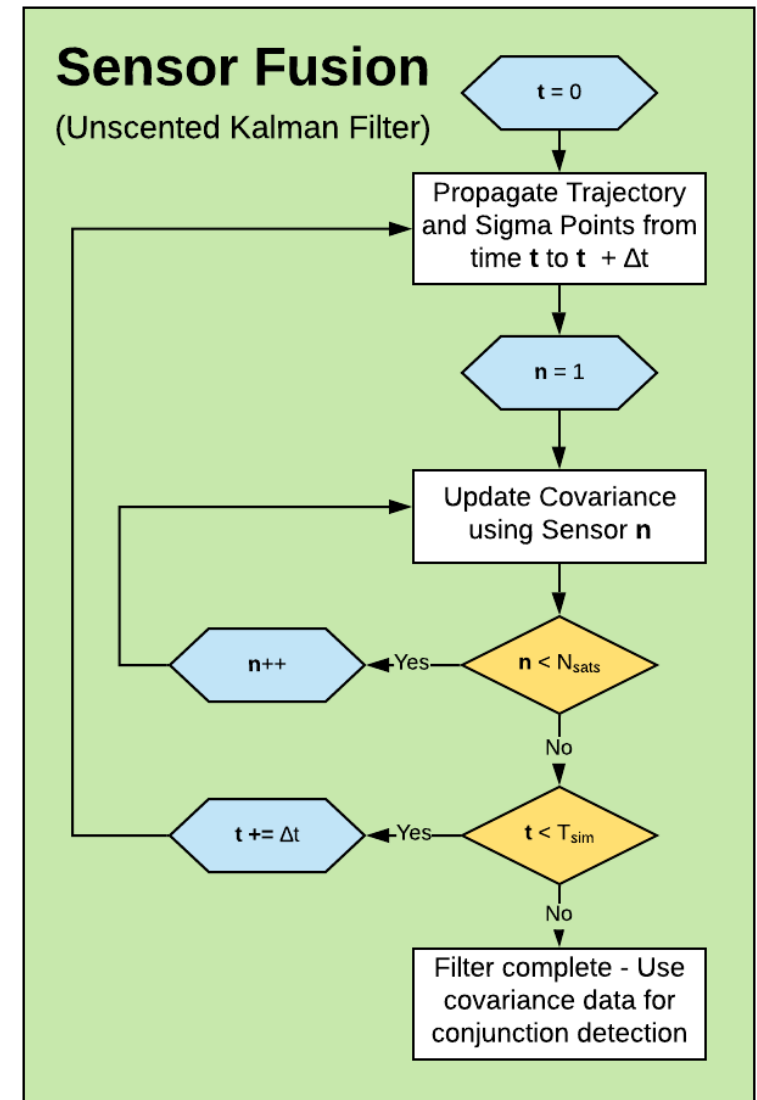 Sensor Fusion
(Unscented Kalman Filter)
t = 0
Propagate Trajectory
and Sigma Points from
time t to t + Δt
n = 1
Update Covariance
using Sensor n
n < Nsats
Yes
n++
No
t < Tsim
Yes
t += Δt
No
Filter complete - Use
covariance data for
conjunction detection